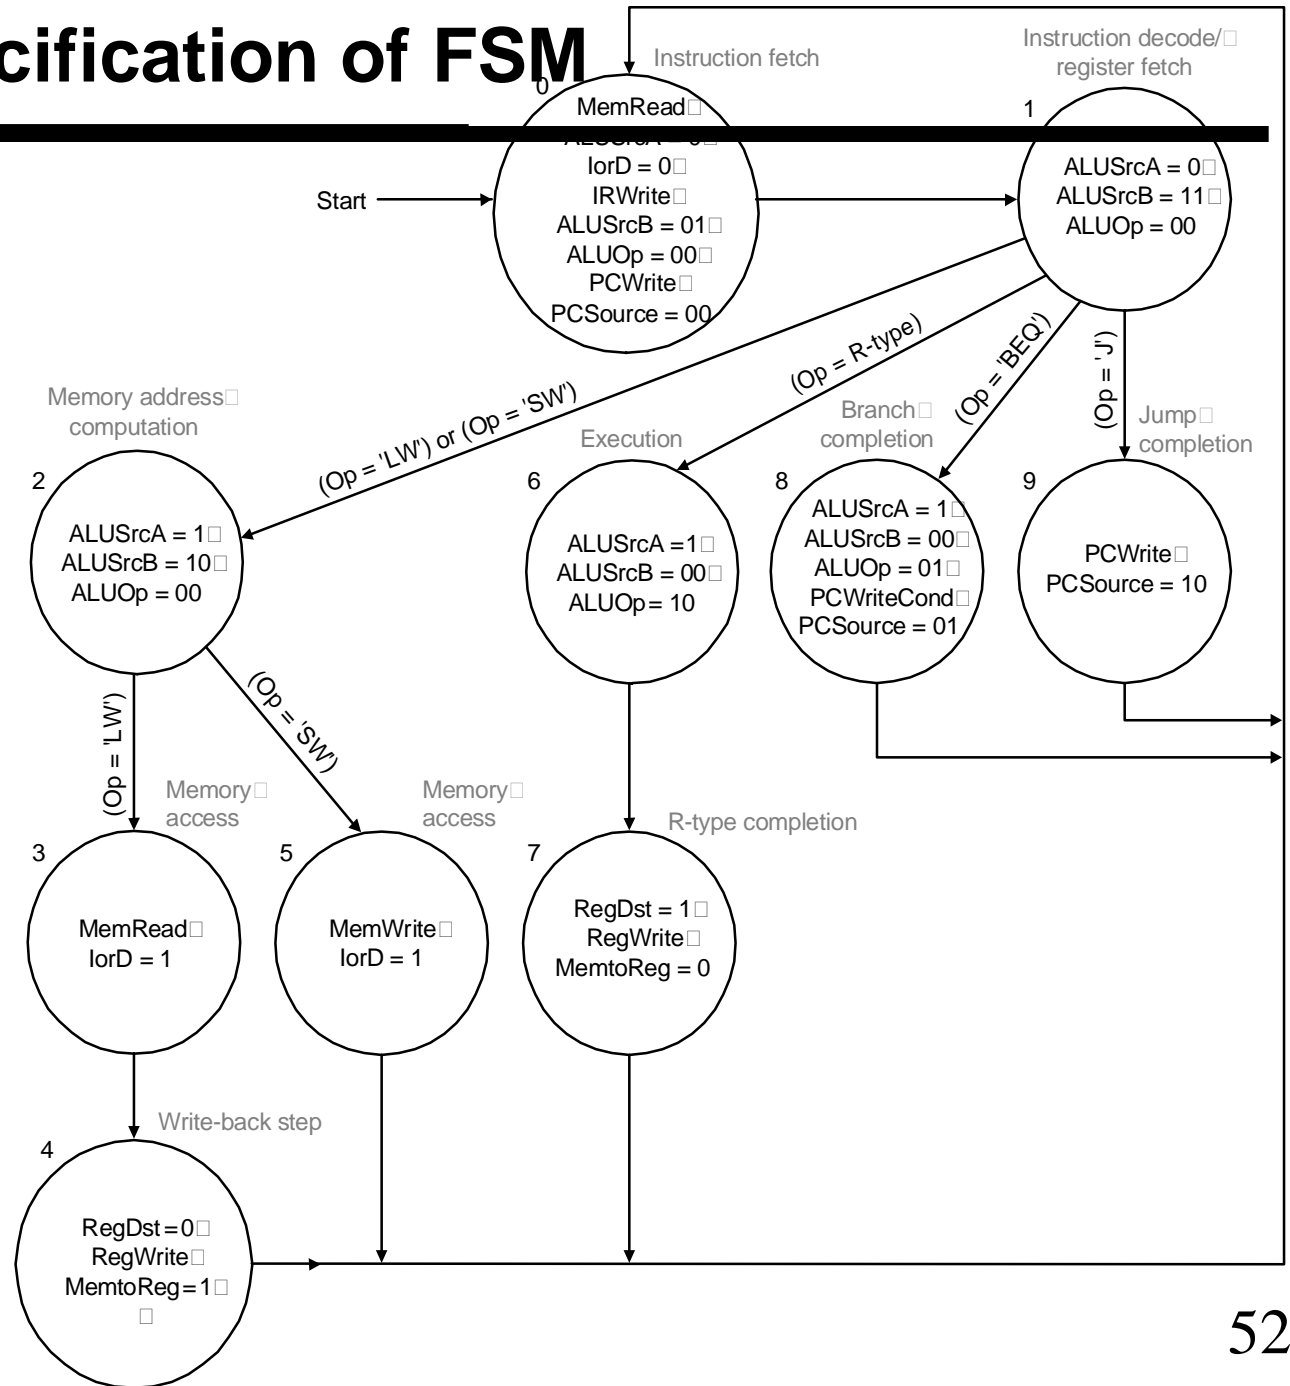 cification of FSM
Instruction fetch
Instruction decode/
register fetch
0
MemRead
ALUSrcA = 0
IorD = 0
IRWrite
ALUSrcB = 01
ALUOp = 00
PCWrite
PCSource = 00
1
ALUSrcA = 0
ALUSrcB = 11
ALUOp = 00
Start
(Op = 'LW') or (Op = 'SW')
(Op = R-type)
(Op = 'BEQ')
(Op = 'J')
Memory address
computation
2
ALUSrcA = 1
ALUSrcB = 10
ALUOp = 00
Execution
6
ALUSrcA =1
ALUSrcB = 00
ALUOp= 10
Branch
completion
8
ALUSrcA = 1
ALUSrcB = 00
ALUOp = 01
PCWriteCond
PCSource = 01
Jump
completion
9
PCWrite
PCSource = 10
(Op = 'LW')
(Op = 'SW')
Memory
access
3
MemRead
IorD = 1
Memory
access
5
MemWrite
IorD = 1
R-type completion
7
RegDst = 1
RegWrite
MemtoReg = 0
Write-back step
4
RegDst=0
RegWrite
MemtoReg=1
52